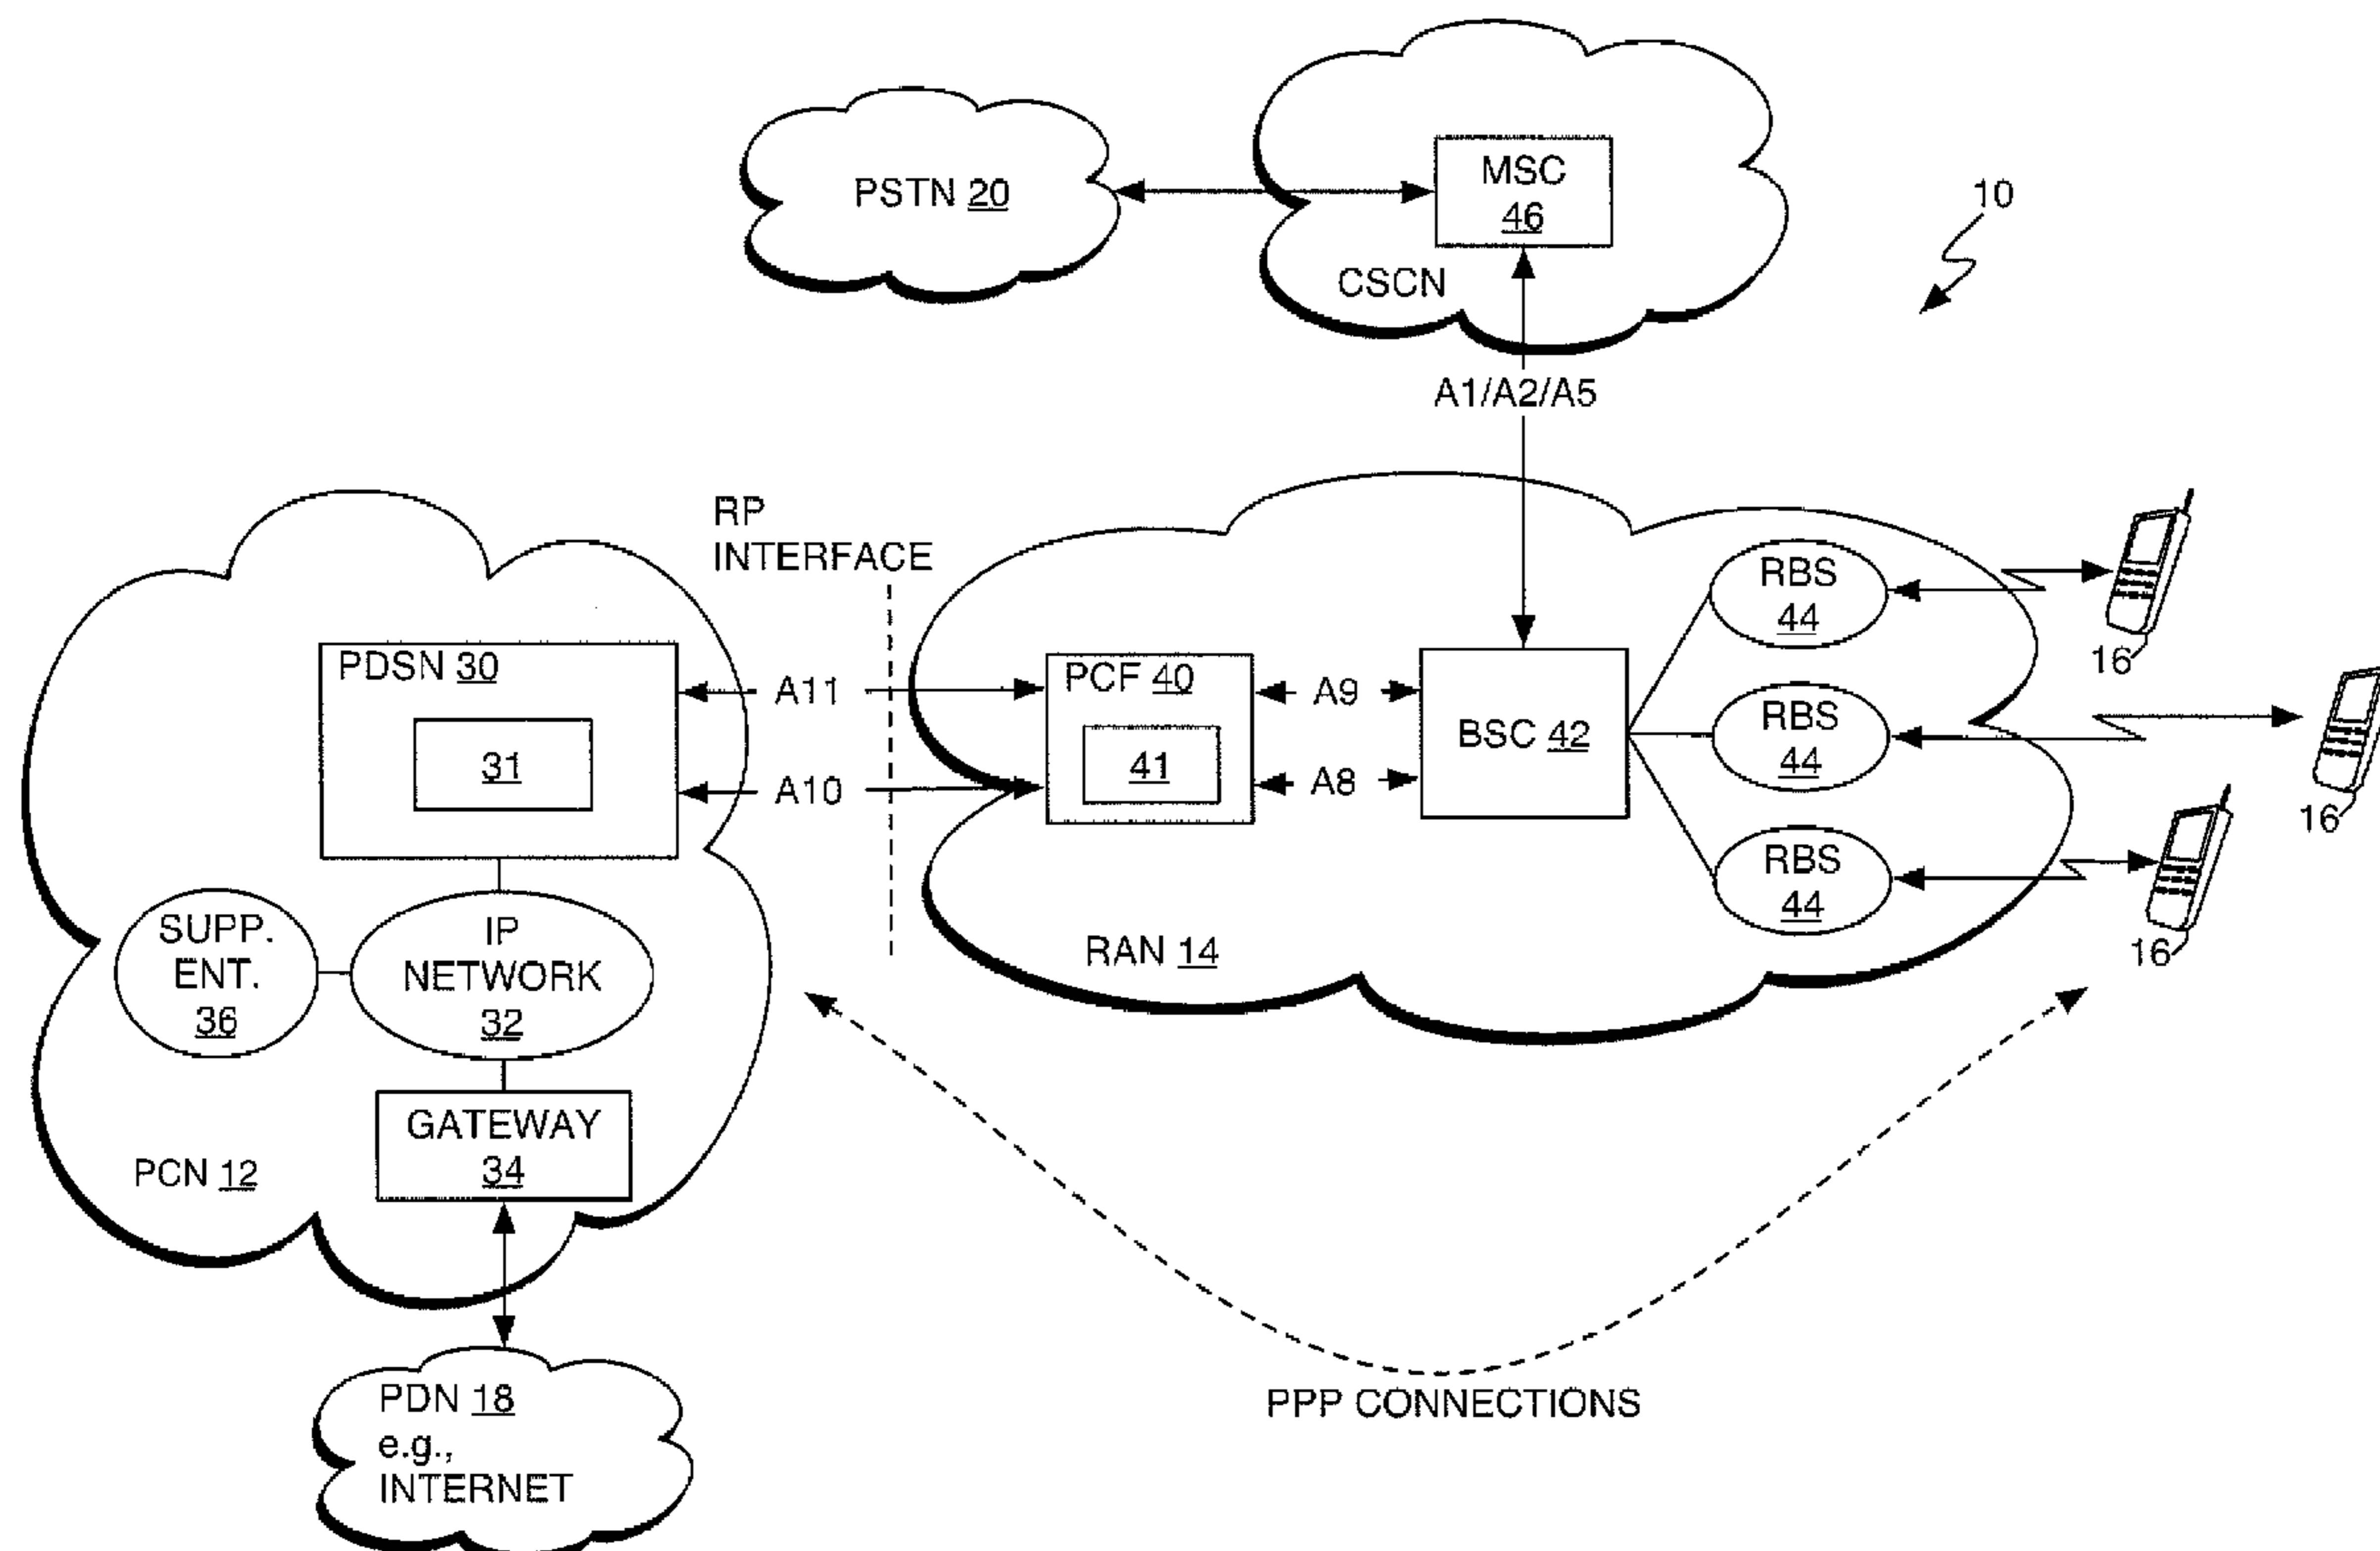 10
PSTN 20
MSC
46
CSCN
A1/A2/A5
RP
INTERFACE
PDSN 30
31
A11
A10
PCF 40
41
A9
A8
BSC 42
RBS
44
RBS
44
RBS
44
16
16
16
RAN 14
SUPP.
ENT.
36
IP
NETWORK
32
GATEWAY
34
PCN 12
PDN 18
e.g.,
INTERNET
PPP CONNECTIONS